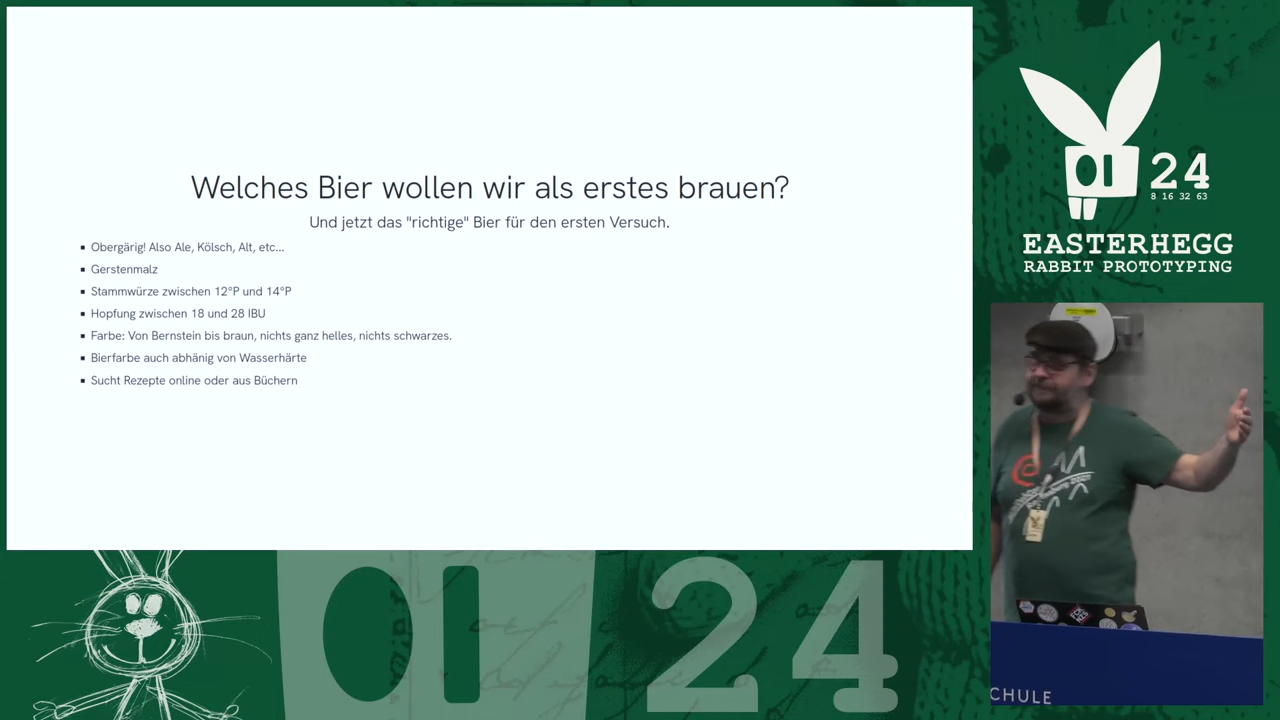 Welches Bier wollen wir als erstes brauen?
Und jetzt das "richtige" Bier für den ersten Versuch.
▪ Obergärig! Also Ale, Kölsch, Alt, etc...
▪ Gerstenmalz
▪ Stammwürze zwischen 12°P und 14°P
▪ Hopfung zwischen 18 und 28 IBU
▪ Farbe: Von Bernstein bis braun, nichts ganz helles, nichts schwarzes.
▪ Bierfarbe auch abhänig von Wasserhärte
▪ Sucht Rezepte online oder aus Büchern
24
8 16 32 63
EASTERHEGG
RABBIT PROTOTYPING
CHULE
24